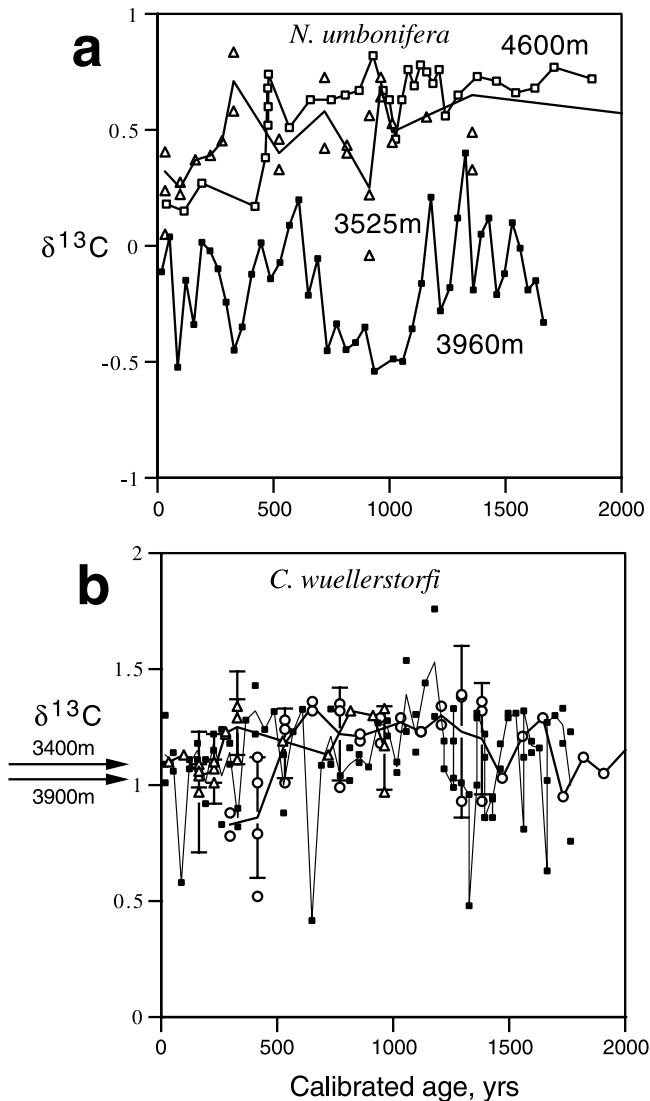 a
N. umbonifera
4600m
3525m
3960m
δ13C
1
0.5
0
-0.5
-1
0 500 1000 1500 2000
b
C. wuellerstorfi
δ13C
3400m
3900m
2
1.5
1
0.5
0
0 500 1000 1500 2000
Calibrated age, yrs